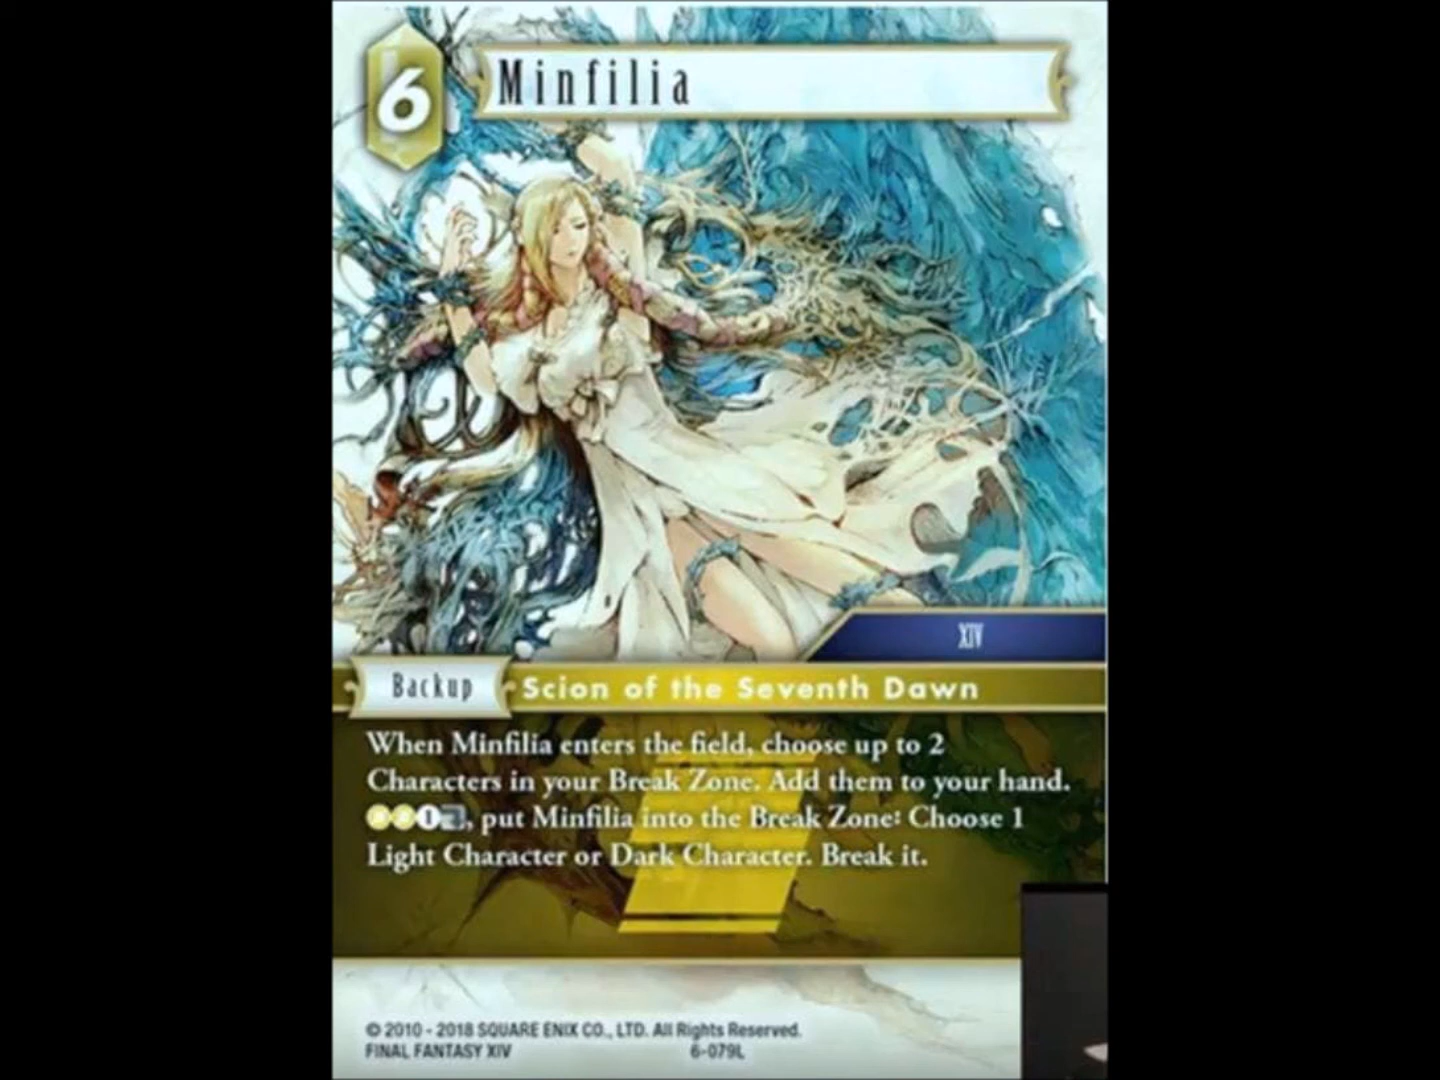 6
Minfilia
XIV
Backup
Scion of the Seventh Dawn
When Minfilia enters the field, choose up to 2
Characters in your Break Zone. Add them to your hand.
1, put Minfilia into the Break Zone: Choose 1
Light Character or Dark Character. Break it.
© 2010 - 2018 SQUARE ENIX CO., LTD. All Rights Reserved.
FINAL FANTASY XIV 6-079L